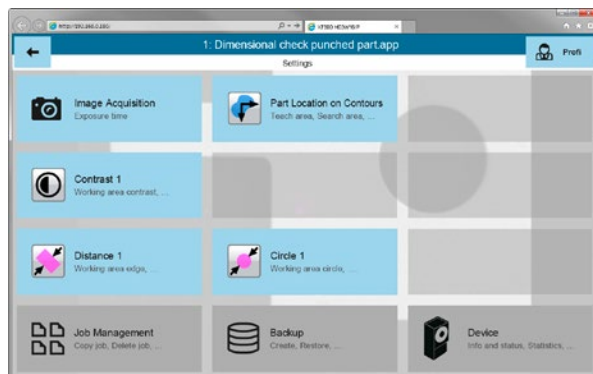 1: Dimensional check punched part.app
Profi
Settings
Image Acquisition
Exposure time
Part Location on Contours
Teach area, Search area, ...
Contrast 1
Working area contrast, ...
Distance 1
Working area edge, ...
Circle 1
Working area circle, ...
Job Management
Copy job, Delete job, ...
Backup
Create, Restore, ...
Device
Info and status, Statistics, ...